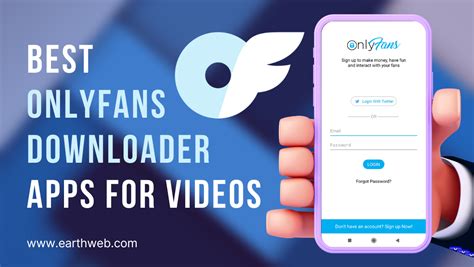 BEST
ONLYFANS
DOWNLOADER
APPS FOR VIDEOS
www.earthweb.com
OnlyFans
Sign up to make money, have fun
and interact with your fans
Login With Twitter
OR
Email
Password
LOGIN
Forgot Password?
Don't have an account? Sign up Now!